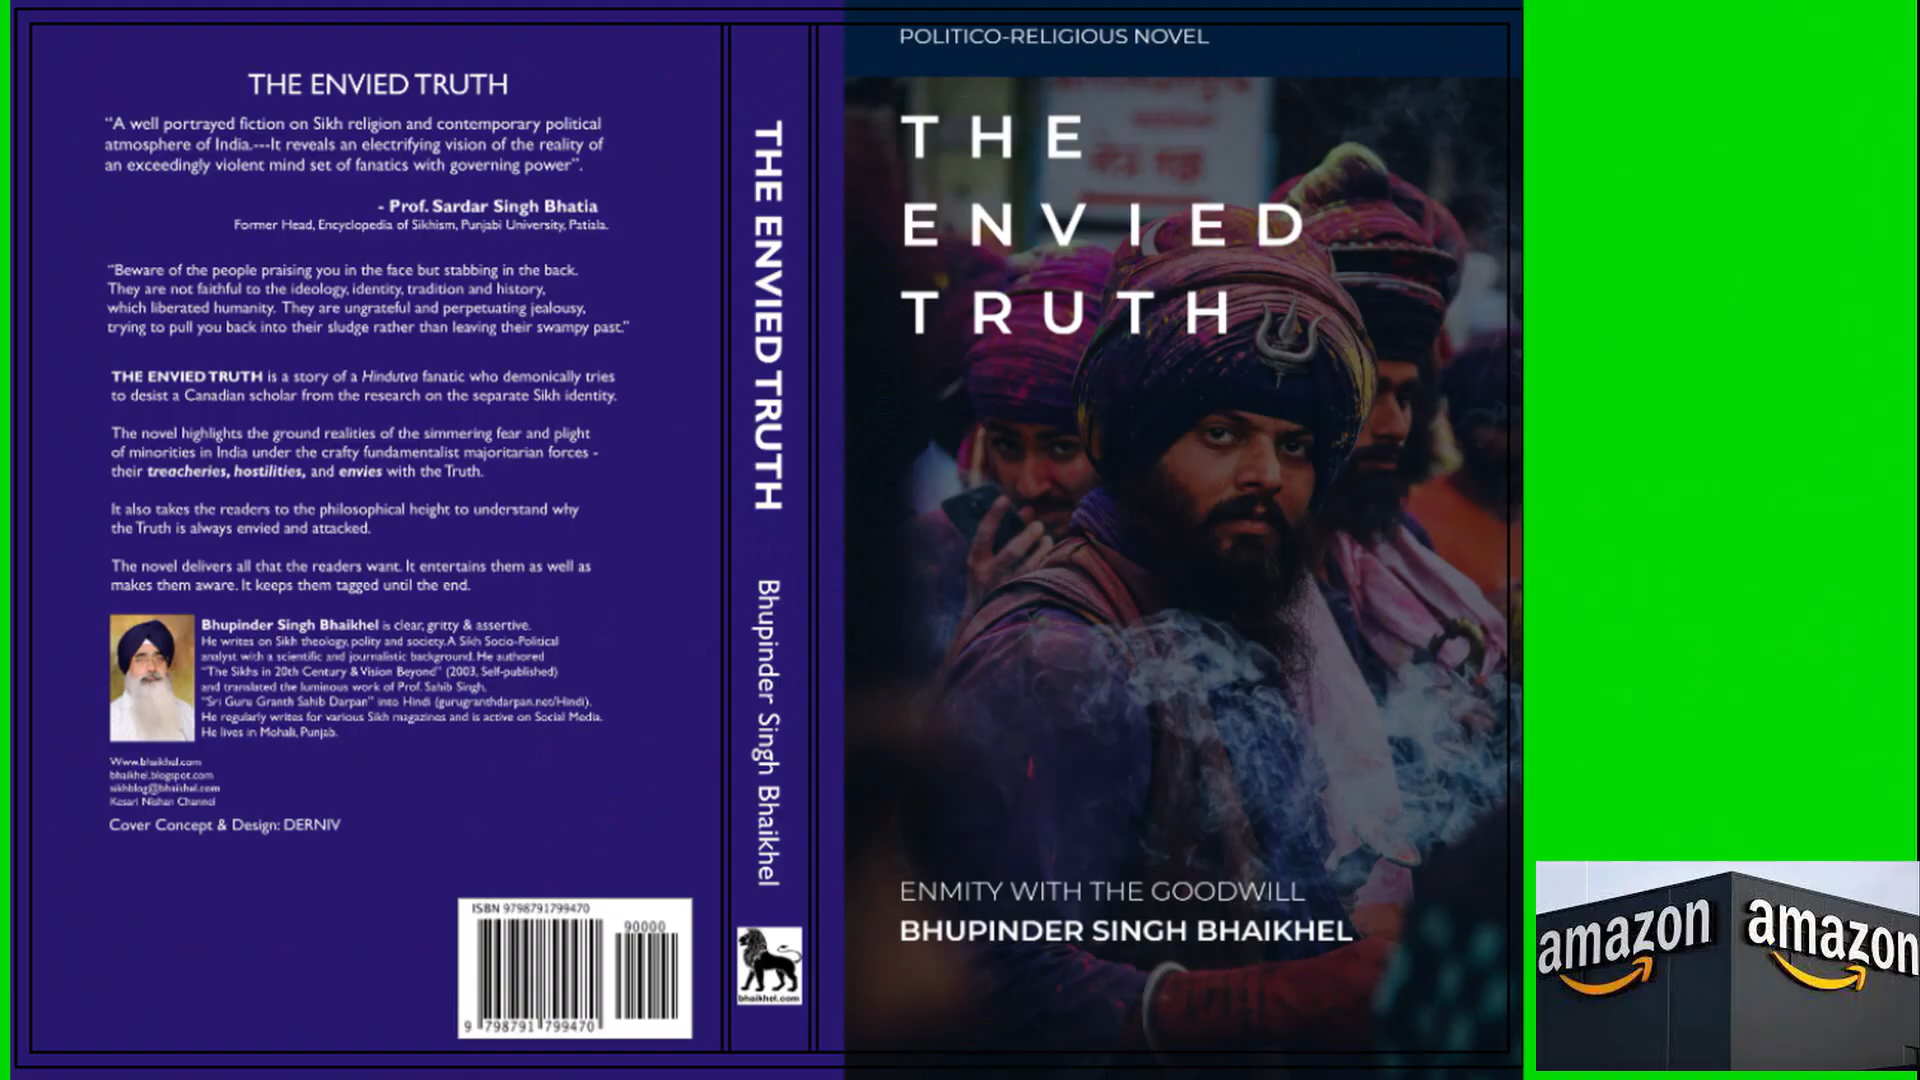 THE ENVIED TRUTH
“A well portrayed fiction on Sikh religion and contemporary political
atmosphere of India.---It reveals an electrifying vision of the reality of
an exceedingly violent mind set of fanatics with governing power”.
- Prof. Sardar Singh Bhatia
Former Head, Encyclopedia of Sikhism, Punjabi University, Patiala.
“Beware of the people praising you in the face but stabbing in the back.
They are not faithful to the ideology, identity, tradition and history,
which liberated humanity. They are ungrateful and perpetuating jealousy,
trying to pull you back into their sludge rather than leaving their swampy past.”
THE ENVIED TRUTH is a story of a Hindutva fanatic who demonically tries
to desist a Canadian scholar from the research on the separate Sikh identity.
The novel highlights the ground realities of the simmering fear and plight
of minorities in India under the crafty fundamentalist majoritarian forces -
their treacheries, hostilities, and envies with the Truth.
It also takes the readers to the philosophical height to understand why
the Truth is always envied and attacked.
The novel delivers all that the readers want. It entertains them as well as
makes them aware. It keeps them tagged until the end.
Bhupinder Singh Bhaikhel is clear, gritty & assertive.
He writes on Sikh theology, polity and society. A Sikh Socio-Political
analyst with a scientific and journalistic background. He authored
“The Sikhs in 20th Century & Vision Beyond” (2003, Self-published)
and translated the luminous work of Prof. Sahib Singh.
“Sri Guru Granth Sahib Darpan” into Hindi (gurugranthdarpan.net/Hindi).
He regularly writes for various Sikh magazines and is active on Social Media.
He lives in Mohali, Punjab.
Www.bhaikhel.com
bhaikhel.blogspot.com
sikhblog@bhaikhel.com
Kesari Nishan Channel
Cover Concept & Design: DERNIV
ISBN 9798791799470
90000
9 798791 799470
THE ENVIED TRUTH
Bhupinder Singh Bhaikhel
bhaikhel.com
POLITICO-RELIGIOUS NOVEL
THE
ENVIED
TRUTH
ENMITY WITH THE GOODWILL
BHUPINDER SINGH BHAIKHEL
amazon
amazon